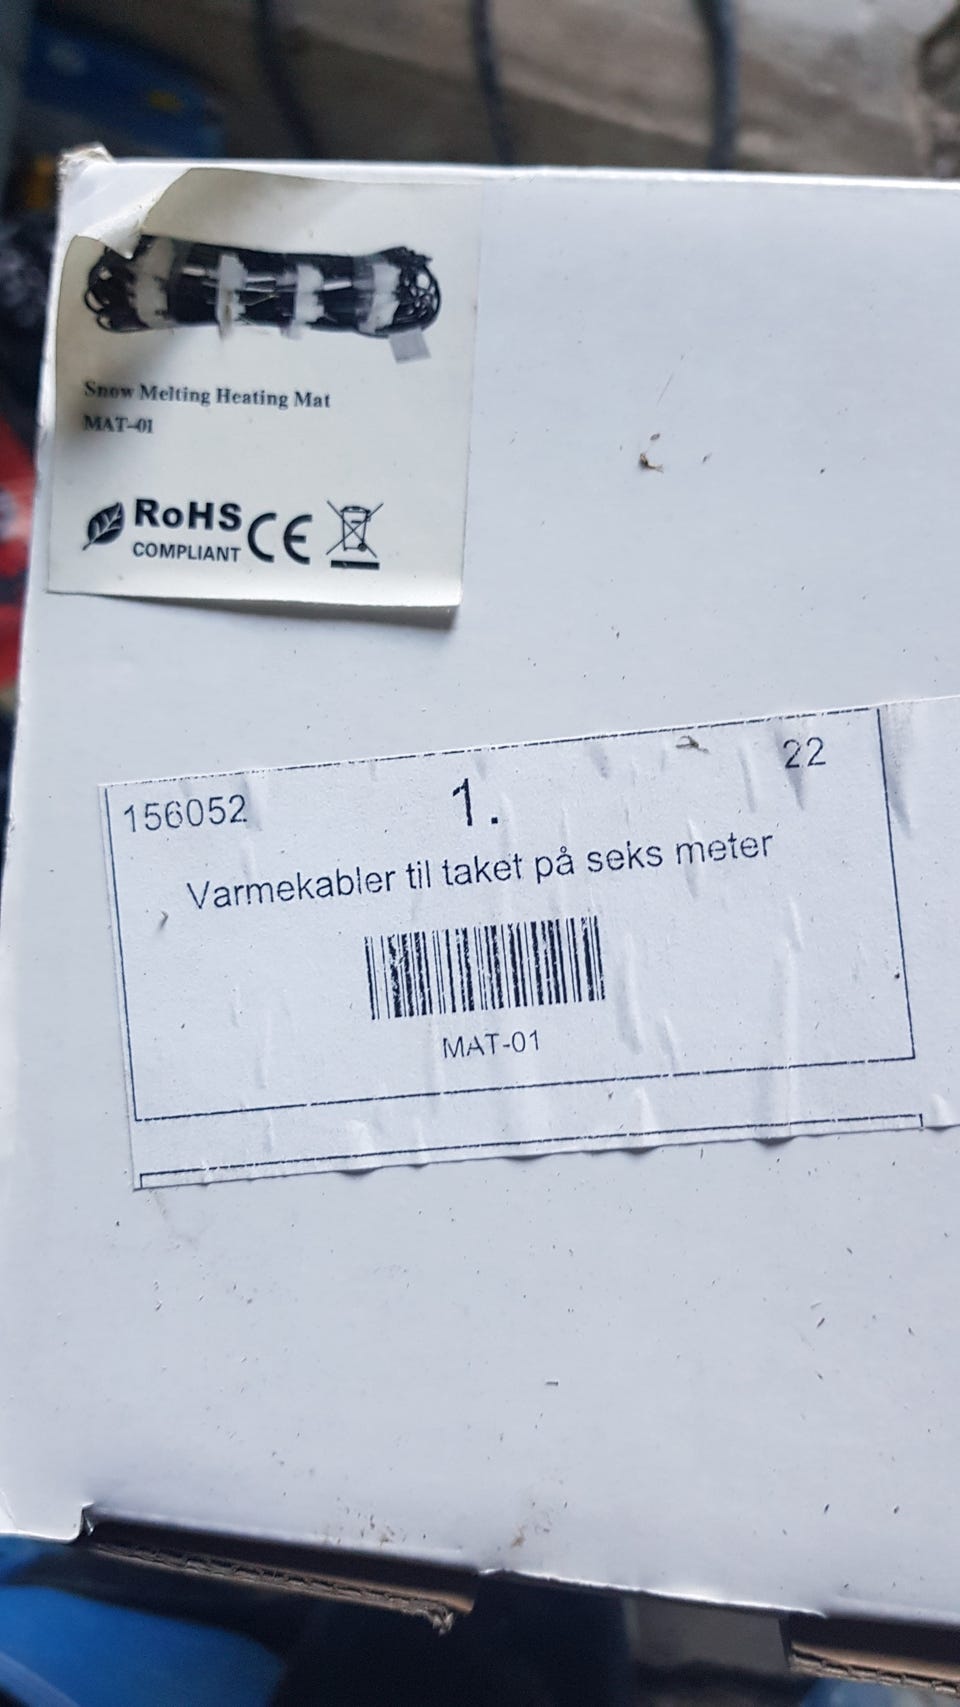 Snow Melting Heating Mat
MAT-01
RoHS
COMPLIANT
CE
156052
1.
22
Varmekabler til taket på seks meter
MAT-01